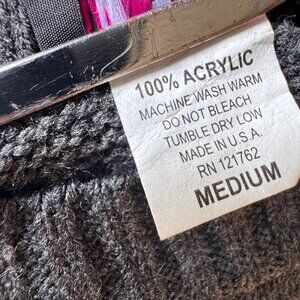 100% ACRYLIC
MACHINE WASH WARM
DO NOT BLEACH
TUMBLE DRY LOW
MADE IN U.S.A.
RN 121762
MEDIUM